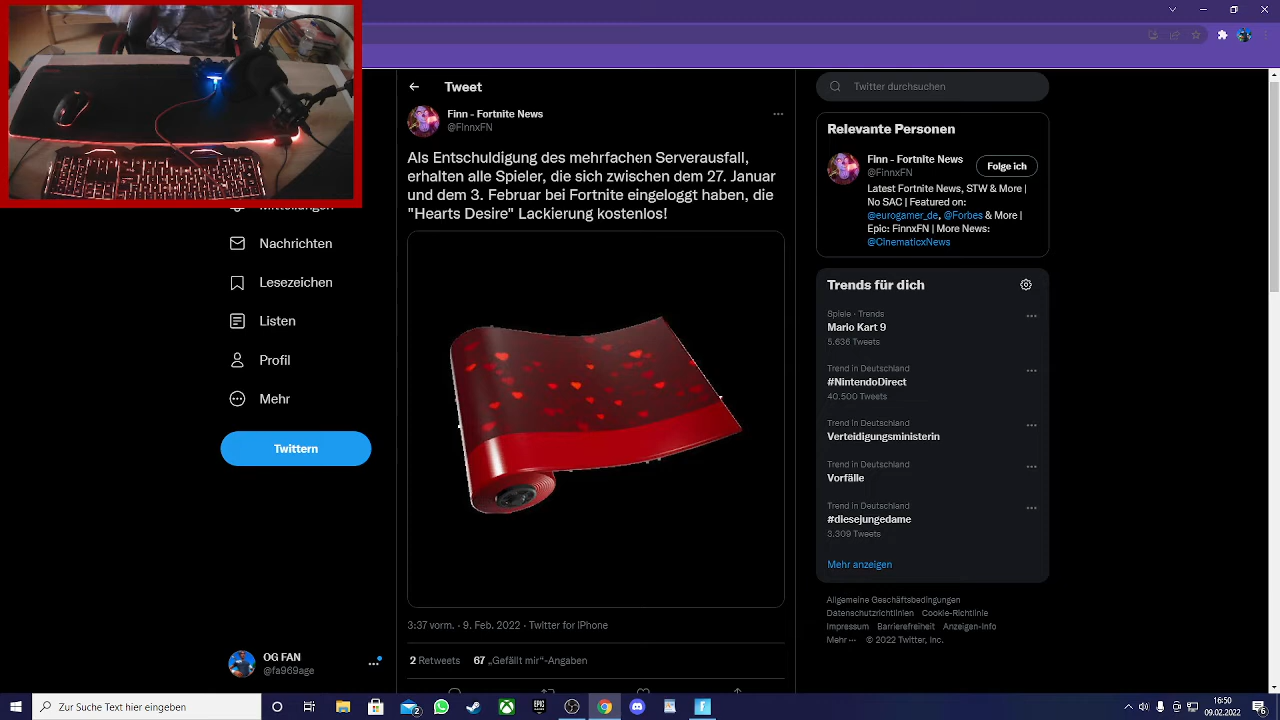 Tweet
Finn - Fortnite News
@FinnxFN
Als Entschuldigung des mehrfachen Serverausfall,
erhalten alle Spieler, die sich zwischen dem 27. Januar
und dem 3. Februar bei Fortnite eingeloggt haben, die
"Hearts Desire" Lackierung kostenlos!
3:37 vorm. · 9. Feb. 2022 · Twitter for iPhone
2 Retweets 67 „Gefällt mir“-Angaben
Mitteilungen
Nachrichten
Lesezeichen
Listen
Profil
Mehr
Twittern
OG FAN
@fa969age
Twitter durchsuchen
Relevante Personen
Finn - Fortnite News
@FinnxFN
Folge ich
Latest Fortnite News, STW & More |
No SAC | Featured on:
@eurogamer_de, @Forbes & More |
Epic: FinnxFN | More News:
@CinematicxNews
Trends für dich
Spiele · Trends
Mario Kart 9
5.636 Tweets
Trend in Deutschland
#NintendoDirect
40.500 Tweets
Trend in Deutschland
Verteidigungsministerin
Trend in Deutschland
Vorfälle
Trend in Deutschland
#diesejungedame
3.309 Tweets
Mehr anzeigen
Allgemeine Geschäftsbedingungen
Datenschutzrichtlinien Cookie-Richtlinie
Impressum Barrierefreiheit Anzeigen-Info
Mehr ··· © 2022 Twitter, Inc.
Zur Suche Text hier eingeben
16:50
09.02.2022